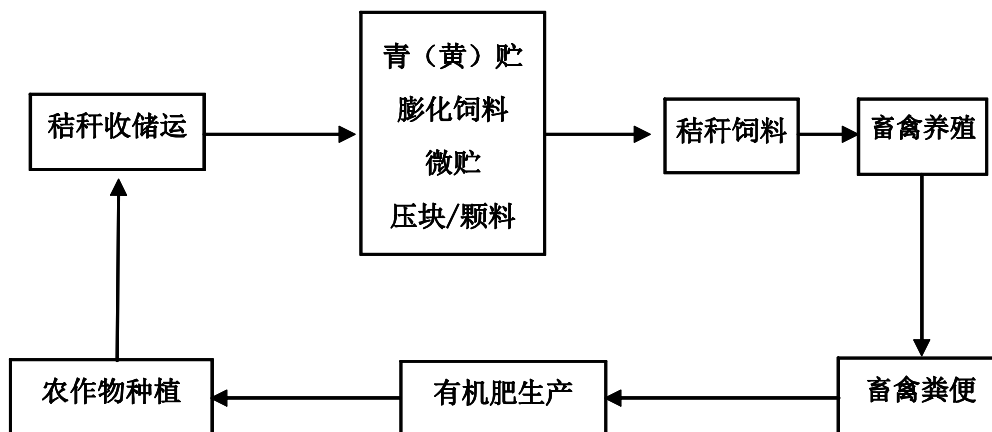 秸秆收储运
青（黄）贮
膨化饲料
微贮
压块/颗料
秸秆饲料
畜禽养殖
农作物种植
有机肥生产
畜禽粪便